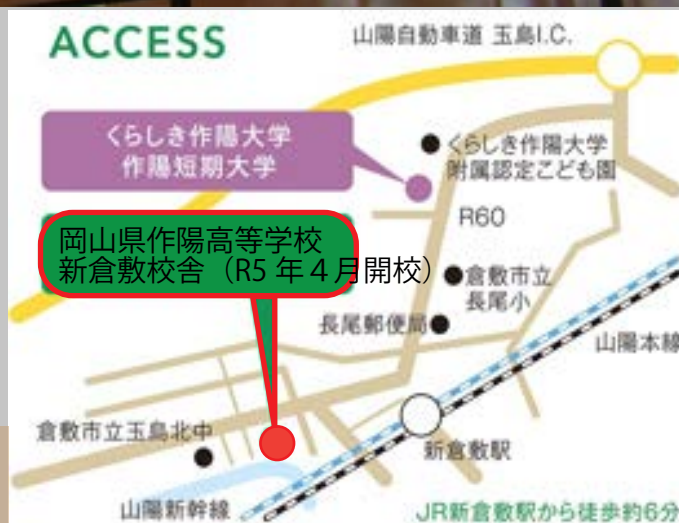 ACCESS
山陽自動車道 玉島I.C.
くらしき作陽大学
作陽短期大学
くらしき作陽大学
附属認定こども園
R60
岡山県作陽高等学校
新倉敷校舎（R5 年４月開校）
倉敷市立
長尾小
長尾郵便局
山陽本線
倉敷市立玉島北中
新倉敷駅
山陽新幹線
JR新倉敷駅から徒歩約6分